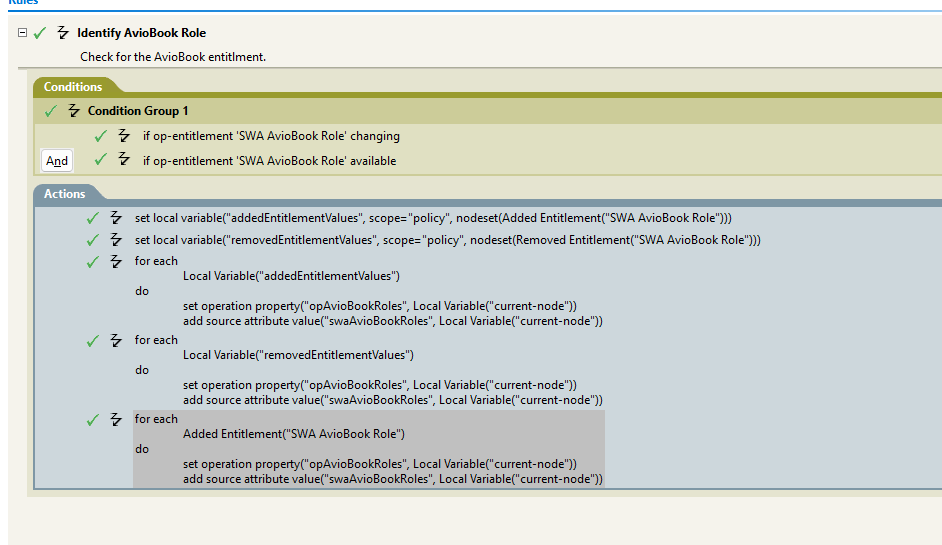 Rules
Identify AvioBook Role
Check for the AvioBook entitlment.
Conditions
Condition Group 1
if op-entitlement 'SWA AvioBook Role' changing
And if op-entitlement 'SWA AvioBook Role' available
Actions
set local variable("addedEntitlementValues", scope="policy", nodeset(Added Entitlement("SWA AvioBook Role")))
set local variable("removedEntitlementValues", scope="policy", nodeset(Removed Entitlement("SWA AvioBook Role")))
for each
Local Variable("addedEntitlementValues")
do
set operation property("opAvioBookRoles", Local Variable("current-node"))
add source attribute value("swaAvioBookRoles", Local Variable("current-node"))
for each
Local Variable("removedEntitlementValues")
do
set operation property("opAvioBookRoles", Local Variable("current-node"))
add source attribute value("swaAvioBookRoles", Local Variable("current-node"))
for each
Added Entitlement("SWA AvioBook Role")
do
set operation property("opAvioBookRoles", Local Variable("current-node"))
add source attribute value("swaAvioBookRoles", Local Variable("current-node"))